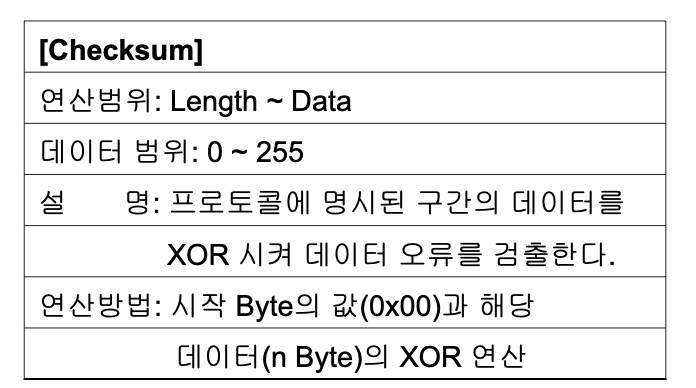 [Checksum]
연산범위: Length ~ Data
데이터 범위: 0 ~ 255
설 명: 프로토콜에 명시된 구간의 데이터를
XOR 시켜 데이터 오류를 검출한다.
연산방법: 시작 Byte의 값(0x00)과 해당
데이터(n Byte)의 XOR 연산